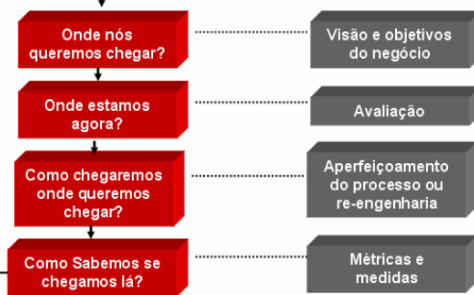 Onde nós
queremos chegar?
Visão e objetivos
do negócio
Onde estamos
agora?
Avaliação
Como chegaremos
onde queremos
chegar?
Aperfeiçoamento
do processo ou
re-engenharia
Como Sabemos se
chegamos lá?
Métricas e
medidas